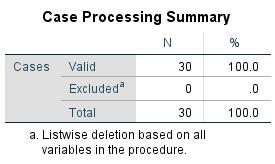 Case Processing Summary
N %
Cases Valid 30 100.0
Excludedᵃ 0 .0
Total 30 100.0
a. Listwise deletion based on all
variables in the procedure.